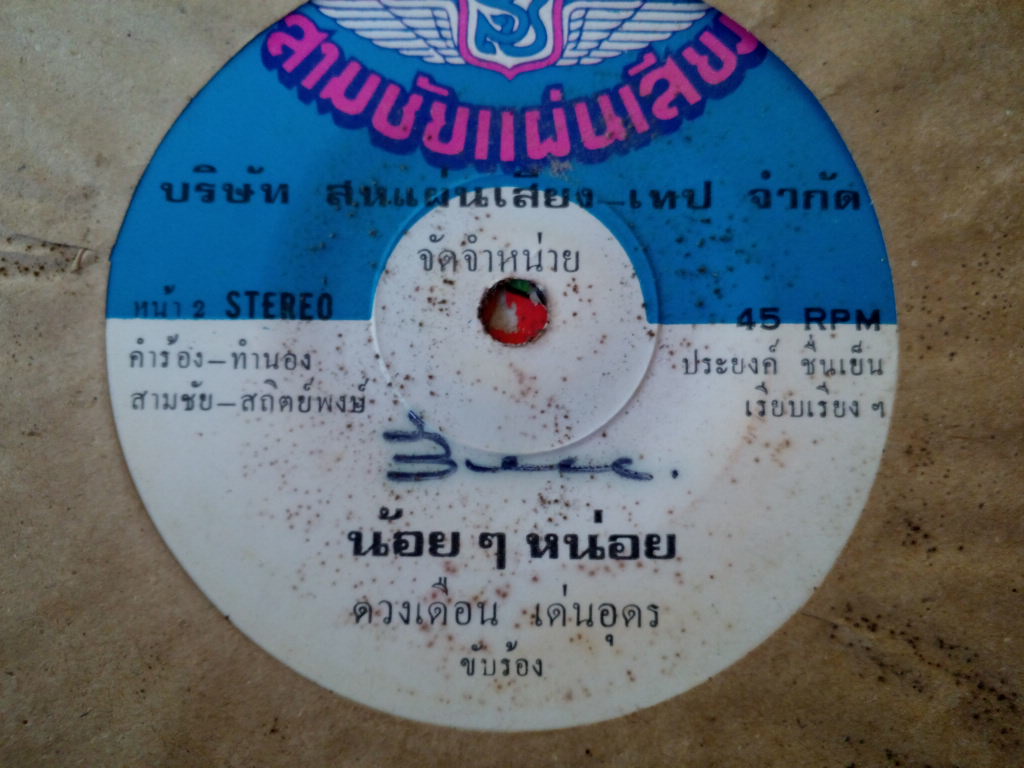 สามชัยแผ่นเสียง
บริษัท สหแผ่นเสียง-เทป จำกัด
จัดจำหน่าย
หน้า 2 STEREO
45 RPM
คำร้อง-ทำนอง
สามชัย-สถิตย์พงษ์
ประยงค์ ชื่นเย็น
เรียบเรียง ฯ
น้อย ๆ หน่อย
ดวงเดือน เด่นอุดร
ขับร้อง